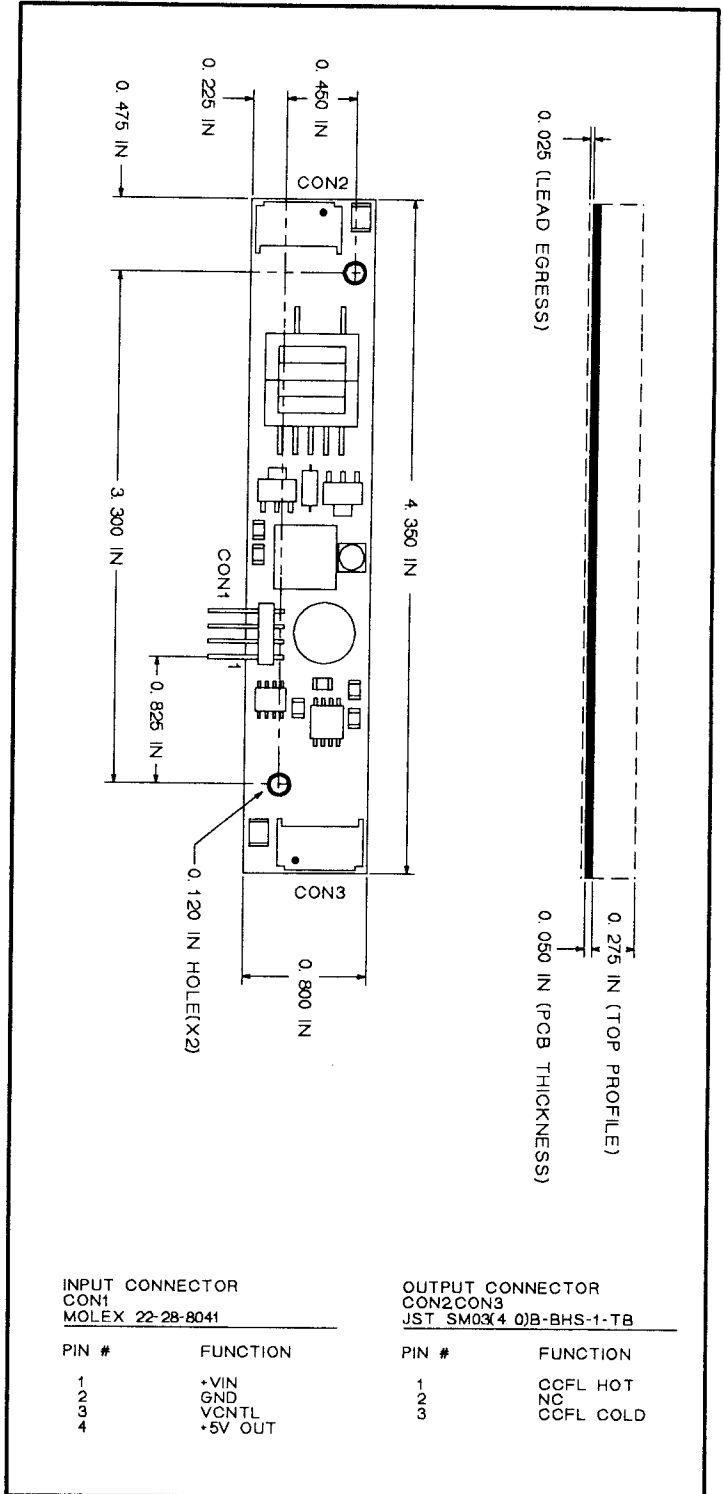 0. 225 IN
0. 450 IN
0. 475 IN
0. 025 (LEAD EGRESS)
CON2
3. 300 IN
4. 350 IN
CON1
1
0. 825 IN
CON3
0. 120 IN HOLE(X2)
0. 800 IN
0. 275 IN (TOP PROFILE)
0. 050 IN (PCB THICKNESS)
INPUT CONNECTOR
CON1
MOLEX 22-28-8041
PIN # FUNCTION
1 +VIN
2 GND
3 VCNTL
4 +5V OUT
OUTPUT CONNECTOR
CON2,CON3
JST SM03(4 0)B-BHS-1-TB
PIN # FUNCTION
1 CCFL HOT
2 NC
3 CCFL COLD